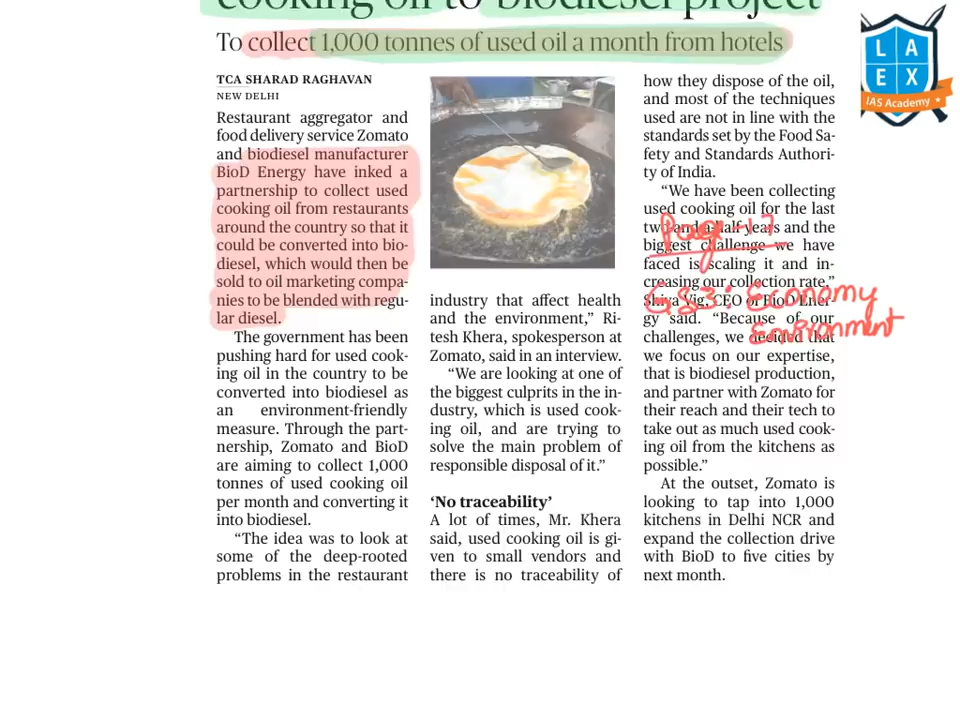 cooking oil to biodiesel project
To collect 1,000 tonnes of used oil a month from hotels
TCA SHARAD RAGHAVAN
NEW DELHI
Restaurant aggregator and
food delivery service Zomato
and biodiesel manufacturer
BioD Energy have inked a
partnership to collect used
cooking oil from restaurants
around the country so that it
could be converted into bio-
diesel, which would then be
sold to oil marketing compa-
nies to be blended with regu-
lar diesel.
The government has been
pushing hard for used cook-
ing oil in the country to be
converted into biodiesel as
an environment-friendly
measure. Through the part-
nership, Zomato and BioD
are aiming to collect 1,000
tonnes of used cooking oil
per month and converting it
into biodiesel.
“The idea was to look at
some of the deep-rooted
problems in the restaurant
industry that affect health
and the environment,” Ri-
tesh Khera, spokesperson at
Zomato, said in an interview.
“We are looking at one of
the biggest culprits in the in-
dustry, which is used cook-
ing oil, and are trying to
solve the main problem of
responsible disposal of it.”
‘No traceability’
A lot of times, Mr. Khera
said, used cooking oil is gi-
ven to small vendors and
there is no traceability of
how they dispose of the oil,
and most of the techniques
used are not in line with the
standards set by the Food Sa-
fety and Standards Authori-
ty of India.
“We have been collecting
used cooking oil for the last
two and a half years and the
biggest challenge we have
faced is scaling it and in-
creasing our collection rate,”
Shiva Vig, CEO of BioD Ener-
gy said. “Because of our
challenges, we decided that
we focus on our expertise,
that is biodiesel production,
and partner with Zomato for
their reach and their tech to
take out as much used cook-
ing oil from the kitchens as
possible.”
At the outset, Zomato is
looking to tap into 1,000
kitchens in Delhi NCR and
expand the collection drive
with BioD to five cities by
next month.
Page-17
GS3: Economy
Environment
L A
E X
IAS Academy